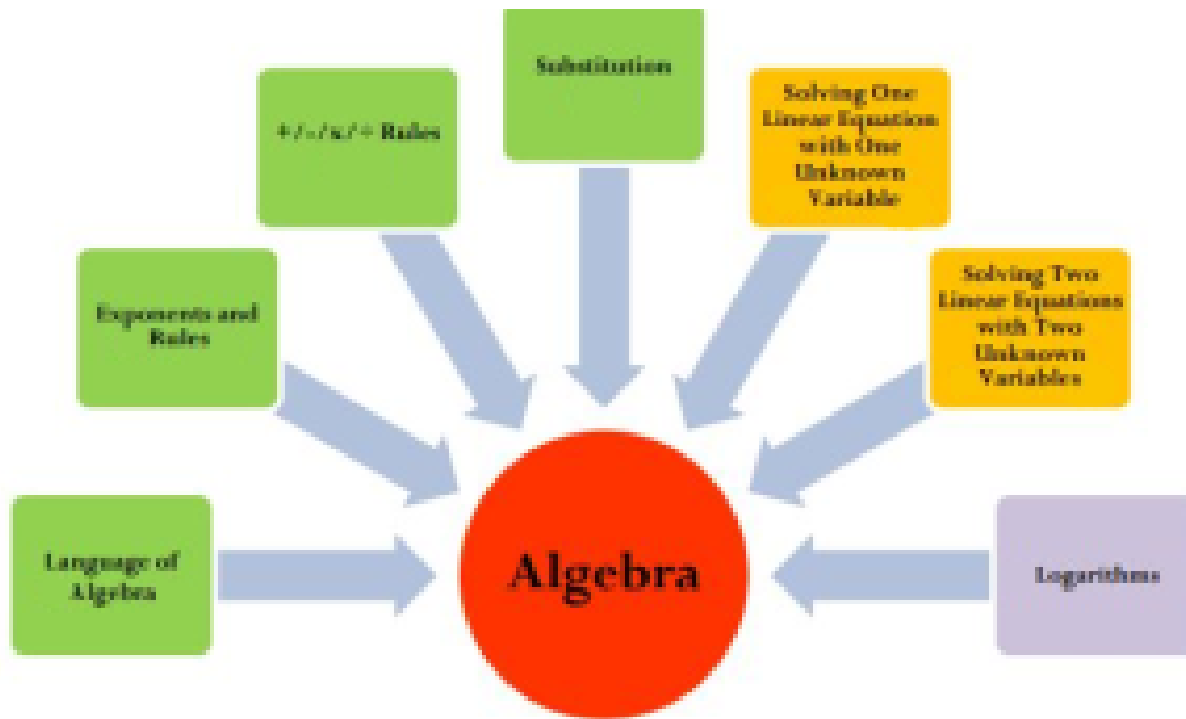 Substitution
+/-/x/÷ Rules
Solving One
Linear Equation
with One
Unknown
Variable
Exponents and
Rules
Solving Two
Linear Equations
with Two
Unknown
Variables
Language of
Algebra
Algebra
Logarithms